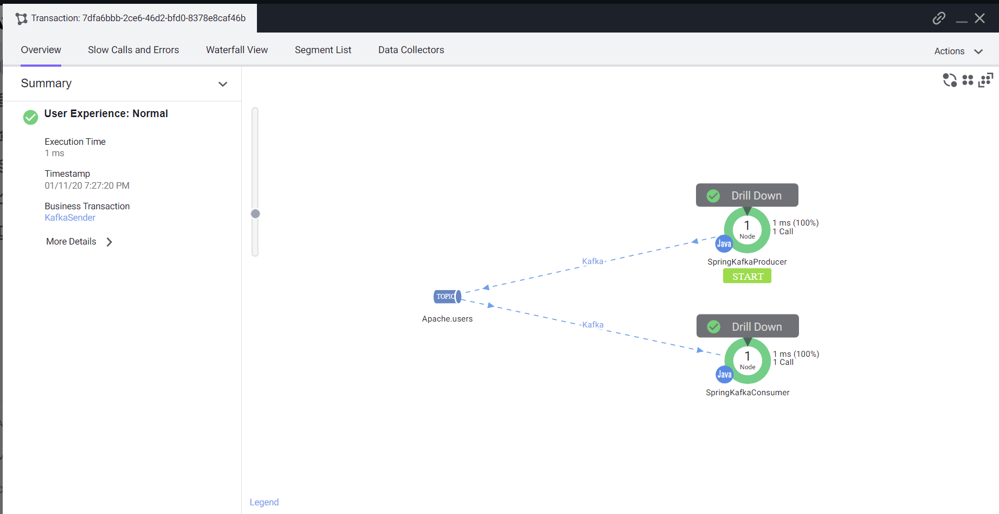 Transaction: 7dfa6bbb-2ce6-46d2-bfd0-8378e8caf46b
Overview
Slow Calls and Errors
Waterfall View
Segment List
Data Collectors
Actions
Summary
User Experience: Normal
Execution Time
1 ms
Timestamp
01/11/20 7:27:20 PM
Business Transaction
KafkaSender
More Details
Drill Down
1
Node
1 ms (100%)
1 Call
Java
SpringKafkaProducer
START
Kafka
TOPIC
Apache.users
Kafka
Drill Down
1
Node
1 ms (100%)
1 Call
Java
SpringKafkaConsumer
Legend